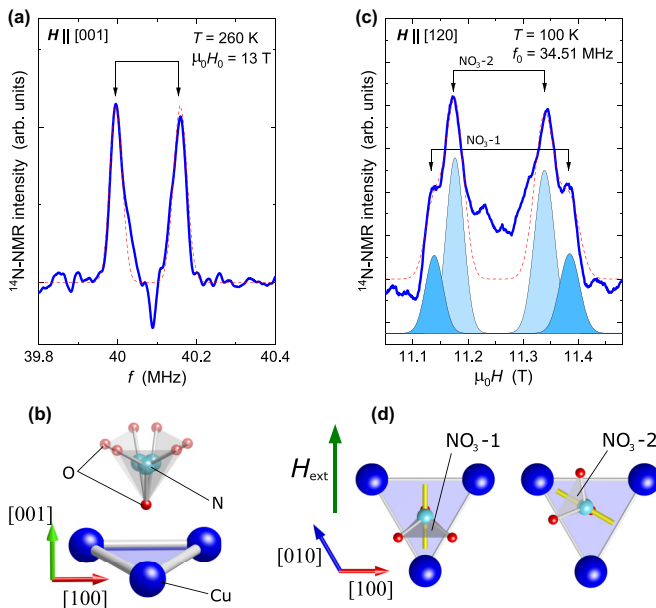 (a)
H || [001]
T = 260 K
μ₀H₀ = 13 T
¹⁴N-NMR intensity (arb. units)
39.8 40 40.2 40.4
f (MHz)
(c)
H || [120]
T = 100 K
f₀ = 34.51 MHz
NO₃-2
NO₃-1
¹⁴N-NMR intensity (arb. units)
11.1 11.2 11.3 11.4
μ₀H (T)
(b)
O
N
[001]
[100]
Cu
(d)
Hext
NO₃-1
NO₃-2
[010]
[100]